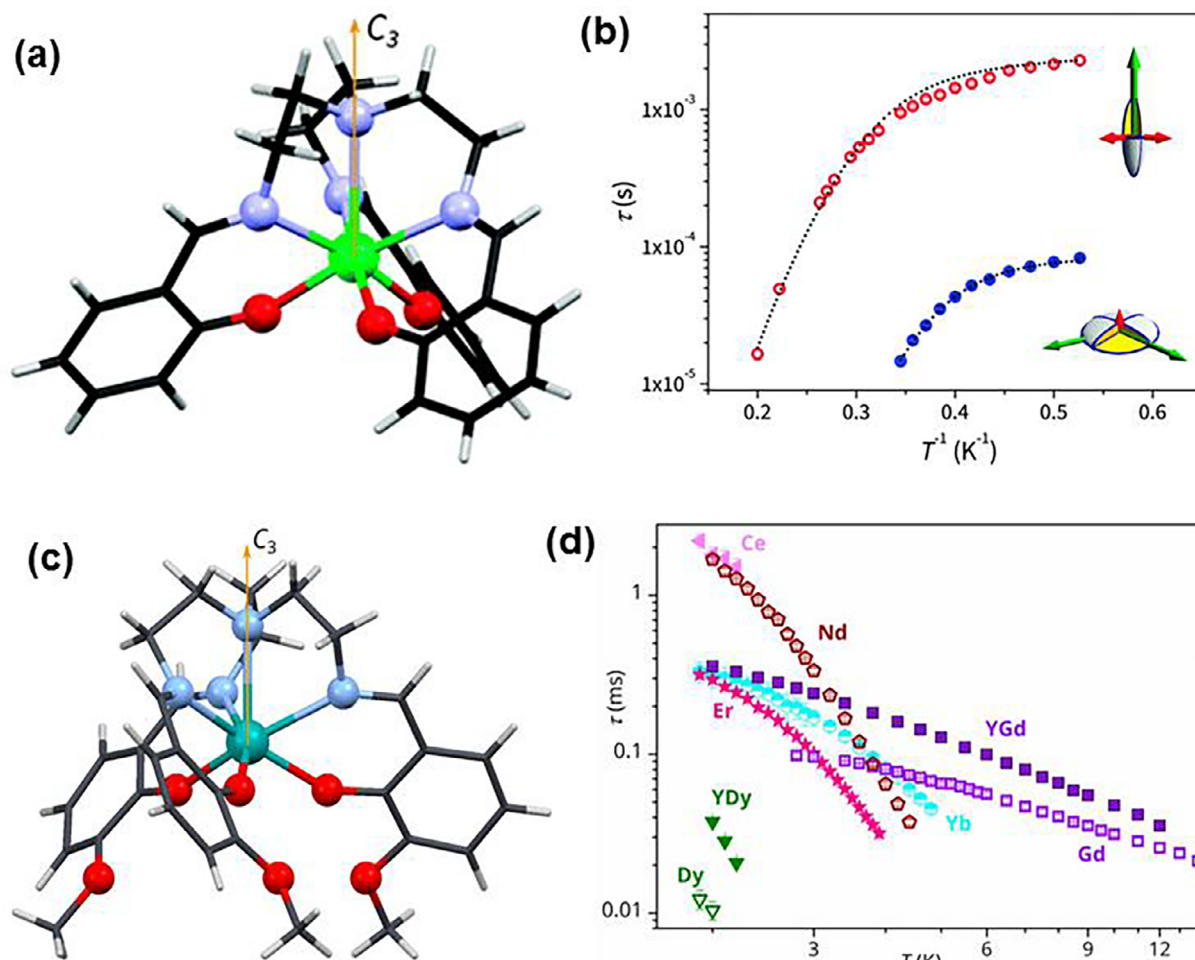 (a)
C₃
(b)
τ (s)
1x10⁻³
1x10⁻⁴
1x10⁻⁵
0.2 0.3 0.4 0.5 0.6
T⁻¹ (K⁻¹)
(c)
C₃
(d)
τ (ms)
1
0.1
0.01
Ce
Nd
Er
YGd
YDy
Yb
Gd
Dy
3 6 9 12
T (K)